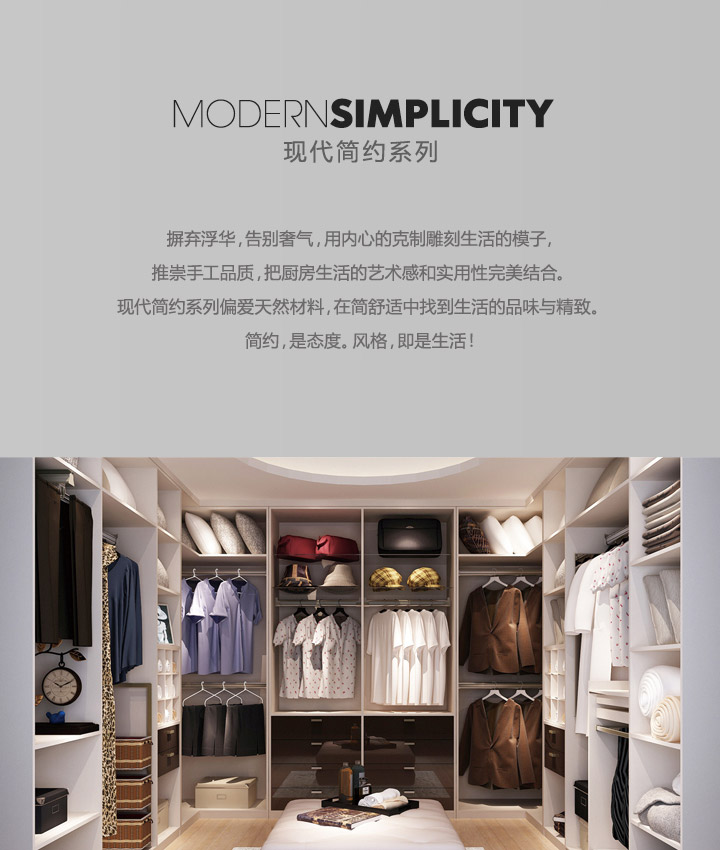 MODERNSIMPLICITY
现代简约系列
摒弃浮华,告别奢气,用内心的克制雕刻生活的模子,
推崇手工品质,把厨房生活的艺术感和实用性完美结合。
现代简约系列偏爱天然材料,在简舒适中找到生活的品味与精致。
简约,是态度。风格,即是生活!